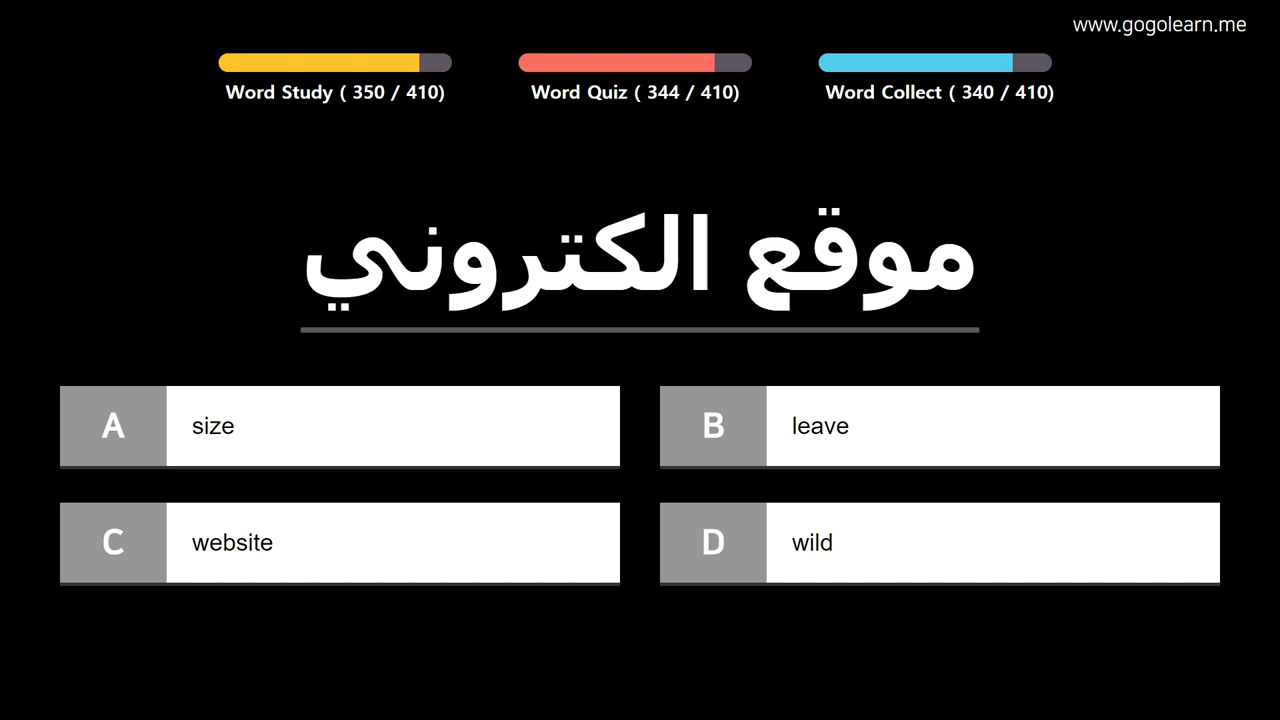 www.gogolearn.me
Word Study ( 350 / 410)
Word Quiz ( 344 / 410)
Word Collect ( 340 / 410)
موقع الكتروني
A size
B leave
C website
D wild